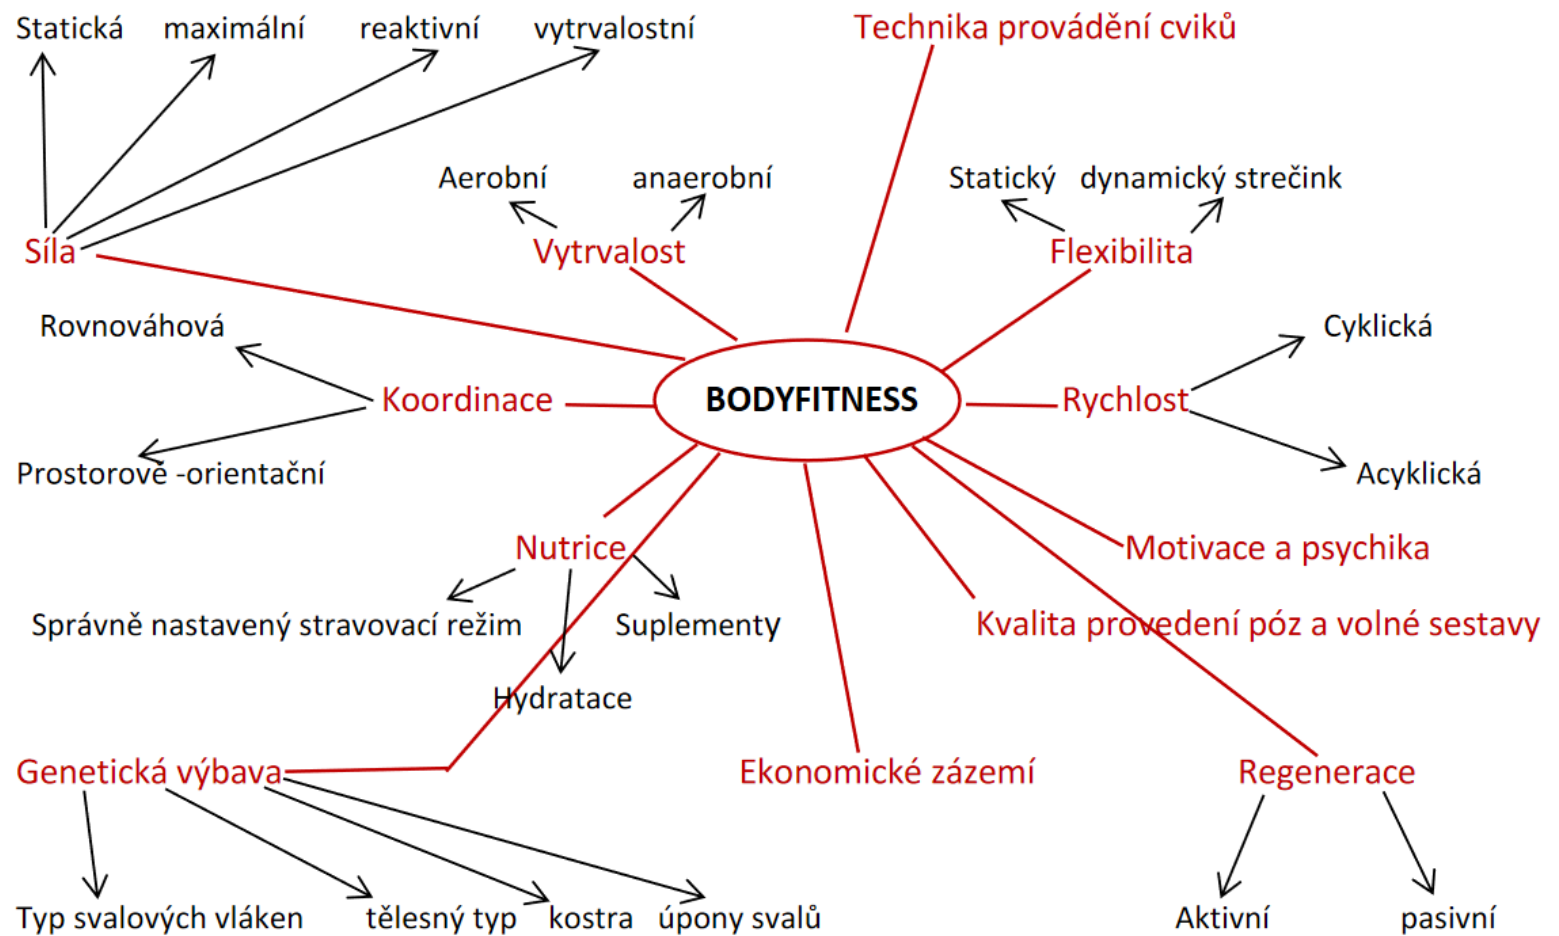 Statická maximální reaktivní vytrvalostní Technika provádění cviků
Aerobní anaerobní Statický dynamický strečink
Síla Vytrvalost Flexibilita
Rovnováhová Cyklická
Koordinace BODYFITNESS Rychlost
Prostorově -orientační Acyklická
Nutrice Motivace a psychika
Správně nastavený stravovací režim Suplementy Kvalita provedení póz a volné sestavy
Hydratace
Genetická výbava Ekonomické zázemí Regenerace
Typ svalových vláken tělesný typ kostra úpony svalů Aktivní pasivní